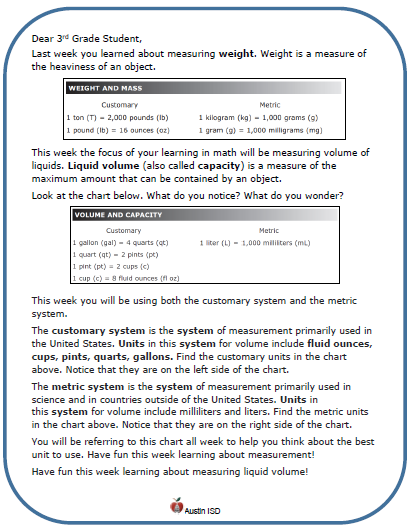 Dear 3rd Grade Student,
Last week you learned about measuring weight. Weight is a measure of
the heaviness of an object.
WEIGHT AND MASS
Customary Metric
1 ton (T) = 2,000 pounds (lb) 1 kilogram (kg) = 1,000 grams (g)
1 pound (lb) = 16 ounces (oz) 1 gram (g) = 1,000 milligrams (mg)
This week the focus of your learning in math will be measuring volume of
liquids. Liquid volume (also called capacity) is a measure of the
maximum amount that can be contained by an object.
Look at the chart below. What do you notice? What do you wonder?
VOLUME AND CAPACITY
Customary Metric
1 gallon (gal) = 4 quarts (qt) 1 liter (L) = 1,000 milliliters (mL)
1 quart (qt) = 2 pints (pt)
1 pint (pt) = 2 cups (c)
1 cup (c) = 8 fluid ounces (fl oz)
This week you will be using both the customary system and the metric
system.
The customary system is the system of measurement primarily used in
the United States. Units in this system for volume include fluid ounces,
cups, pints, quarts, gallons. Find the customary units in the chart
above. Notice that they are on the left side of the chart.
The metric system is the system of measurement primarily used in
science and in countries outside of the United States. Units in
this system for volume include milliliters and liters. Find the metric units
in the chart above. Notice that they are on the right side of the chart.
You will be referring to this chart all week to help you think about the best
unit to use. Have fun this week learning about measurement!
Have fun this week learning about measuring liquid volume!
Austin ISD